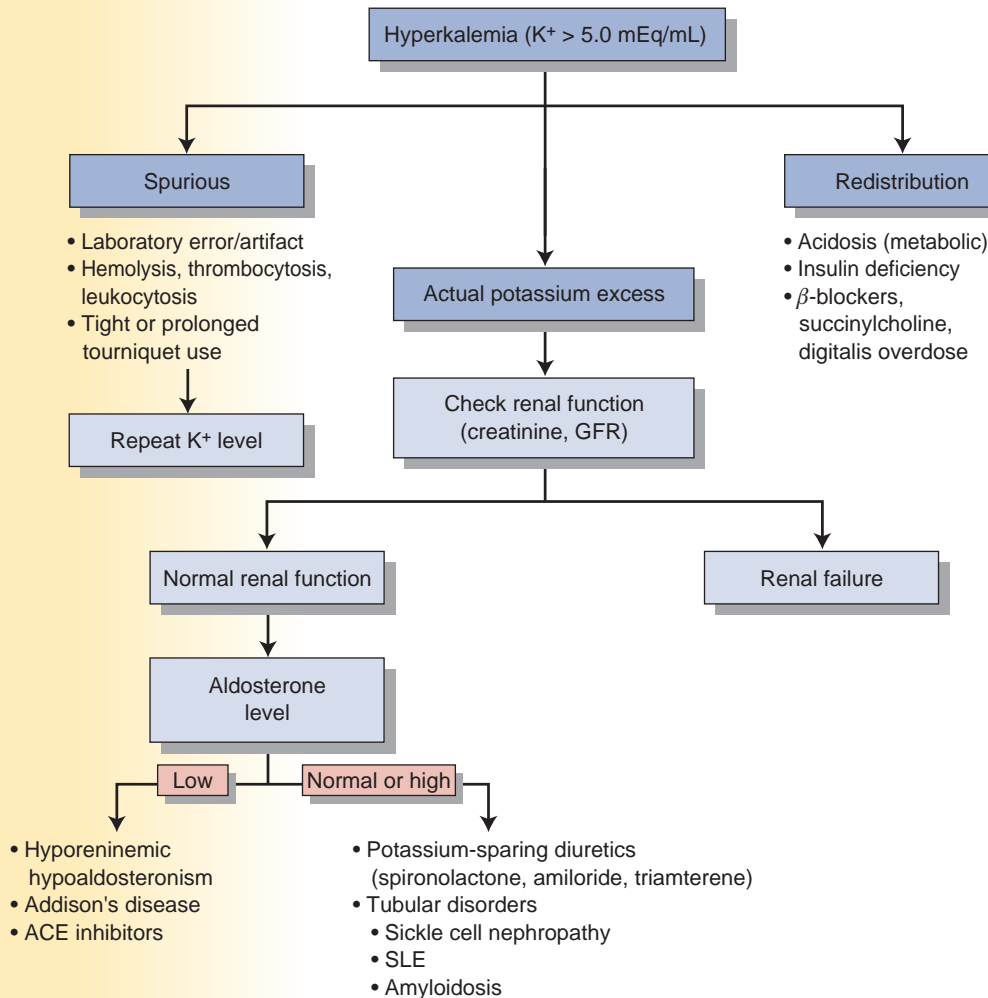 Hyperkalemia (K⁺ > 5.0 mEq/mL)
Spurious
• Laboratory error/artifact
• Hemolysis, thrombocytosis,
leukocytosis
• Tight or prolonged
tourniquet use
Repeat K⁺ level
Redistribution
• Acidosis (metabolic)
• Insulin deficiency
• β-blockers,
succinylcholine,
digitalis overdose
Actual potassium excess
Check renal function
(creatinine, GFR)
Normal renal function
Renal failure
Aldosterone
level
Low
Normal or high
• Hyporeninemic
hypoaldosteronism
• Addison's disease
• ACE inhibitors
• Potassium-sparing diuretics
(spironolactone, amiloride, triamterene)
• Tubular disorders
• Sickle cell nephropathy
• SLE
• Amyloidosis